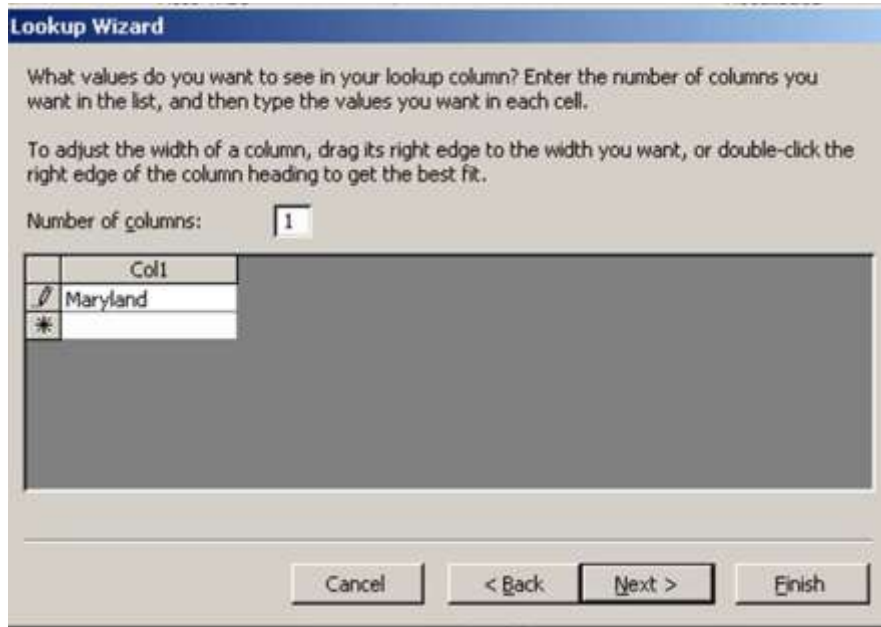 Lookup Wizard
What values do you want to see in your lookup column? Enter the number of columns you
want in the list, and then type the values you want in each cell.
To adjust the width of a column, drag its right edge to the width you want, or double-click the
right edge of the column heading to get the best fit.
Number of columns: 1
Col1
Maryland
Cancel < Back Next > Finish